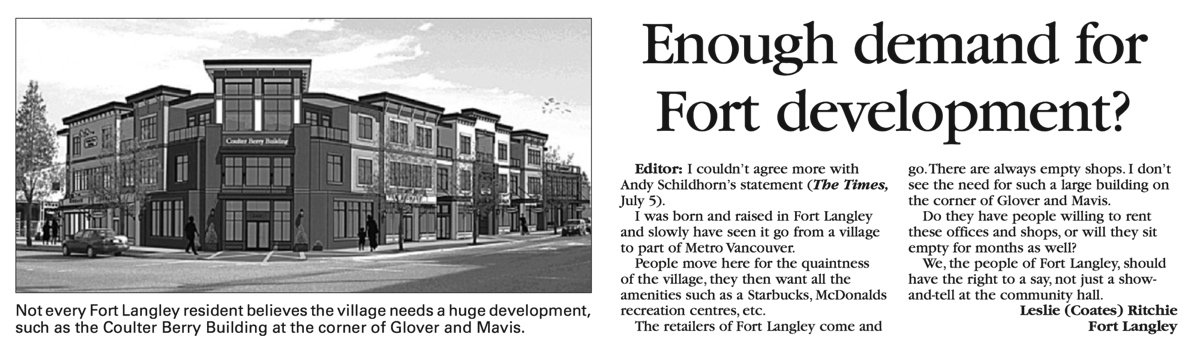 Coulter Berry Building
Not every Fort Langley resident believes the village needs a huge development,
such as the Coulter Berry Building at the corner of Glover and Mavis.
Enough demand for
Fort development?
Editor: I couldn't agree more with
Andy Schildhorn's statement (The Times,
July 5).
I was born and raised in Fort Langley
and slowly have seen it go from a village
to part of Metro Vancouver.
People move here for the quaintness
of the village, they then want all the
amenities such as a Starbucks, McDonalds
recreation centres, etc.
The retailers of Fort Langley come and
go. There are always empty shops. I don't
see the need for such a large building on
the corner of Glover and Mavis.
Do they have people willing to rent
these offices and shops, or will they sit
empty for months as well?
We, the people of Fort Langley, should
have the right to a say, not just a show-
and-tell at the community hall.
Leslie (Coates) Ritchie
Fort Langley